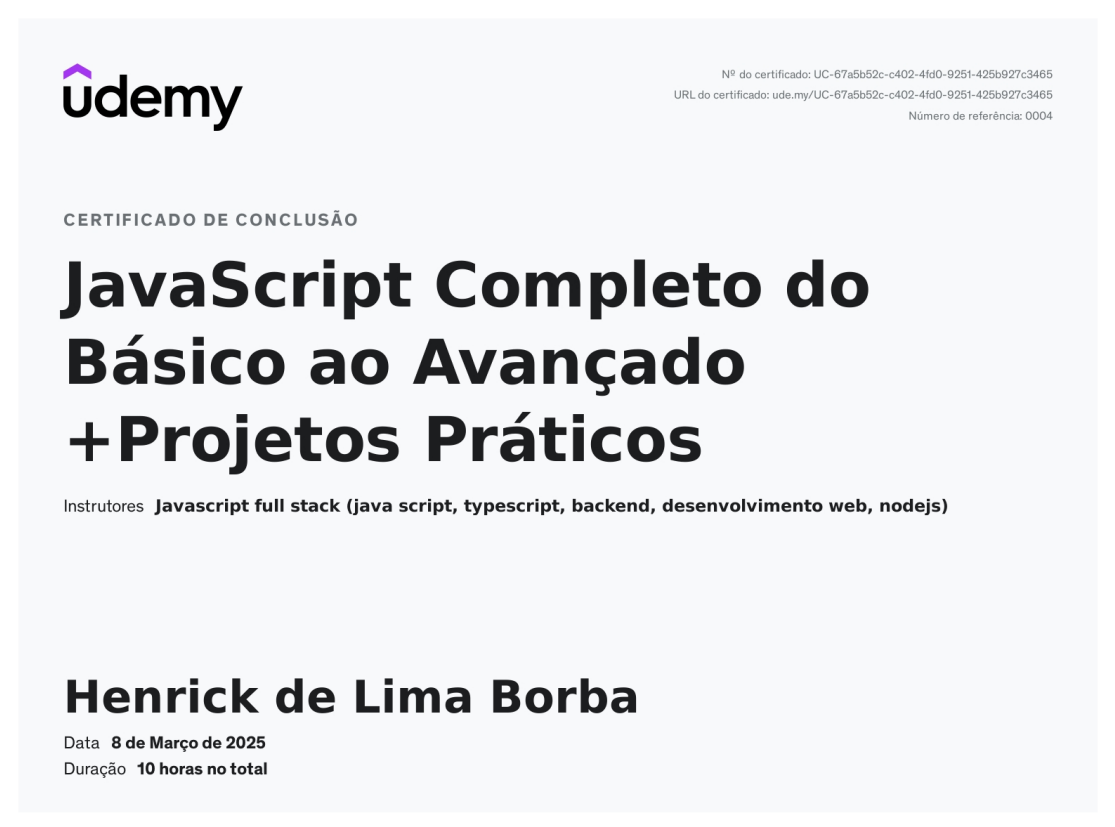 udemy
Nº do certificado: UC-67a5b52c-c402-4fd0-9251-425b927c3465
URL do certificado: ude.my/UC-67a5b52c-c402-4fd0-9251-425b927c3465
Número de referência: 0004
CERTIFICADO DE CONCLUSÃO
JavaScript Completo do
Básico ao Avançado
+Projetos Práticos
Instrutores Javascript full stack (java script, typescript, backend, desenvolvimento web, nodejs)
Henrick de Lima Borba
Data 8 de Março de 2025
Duração 10 horas no total